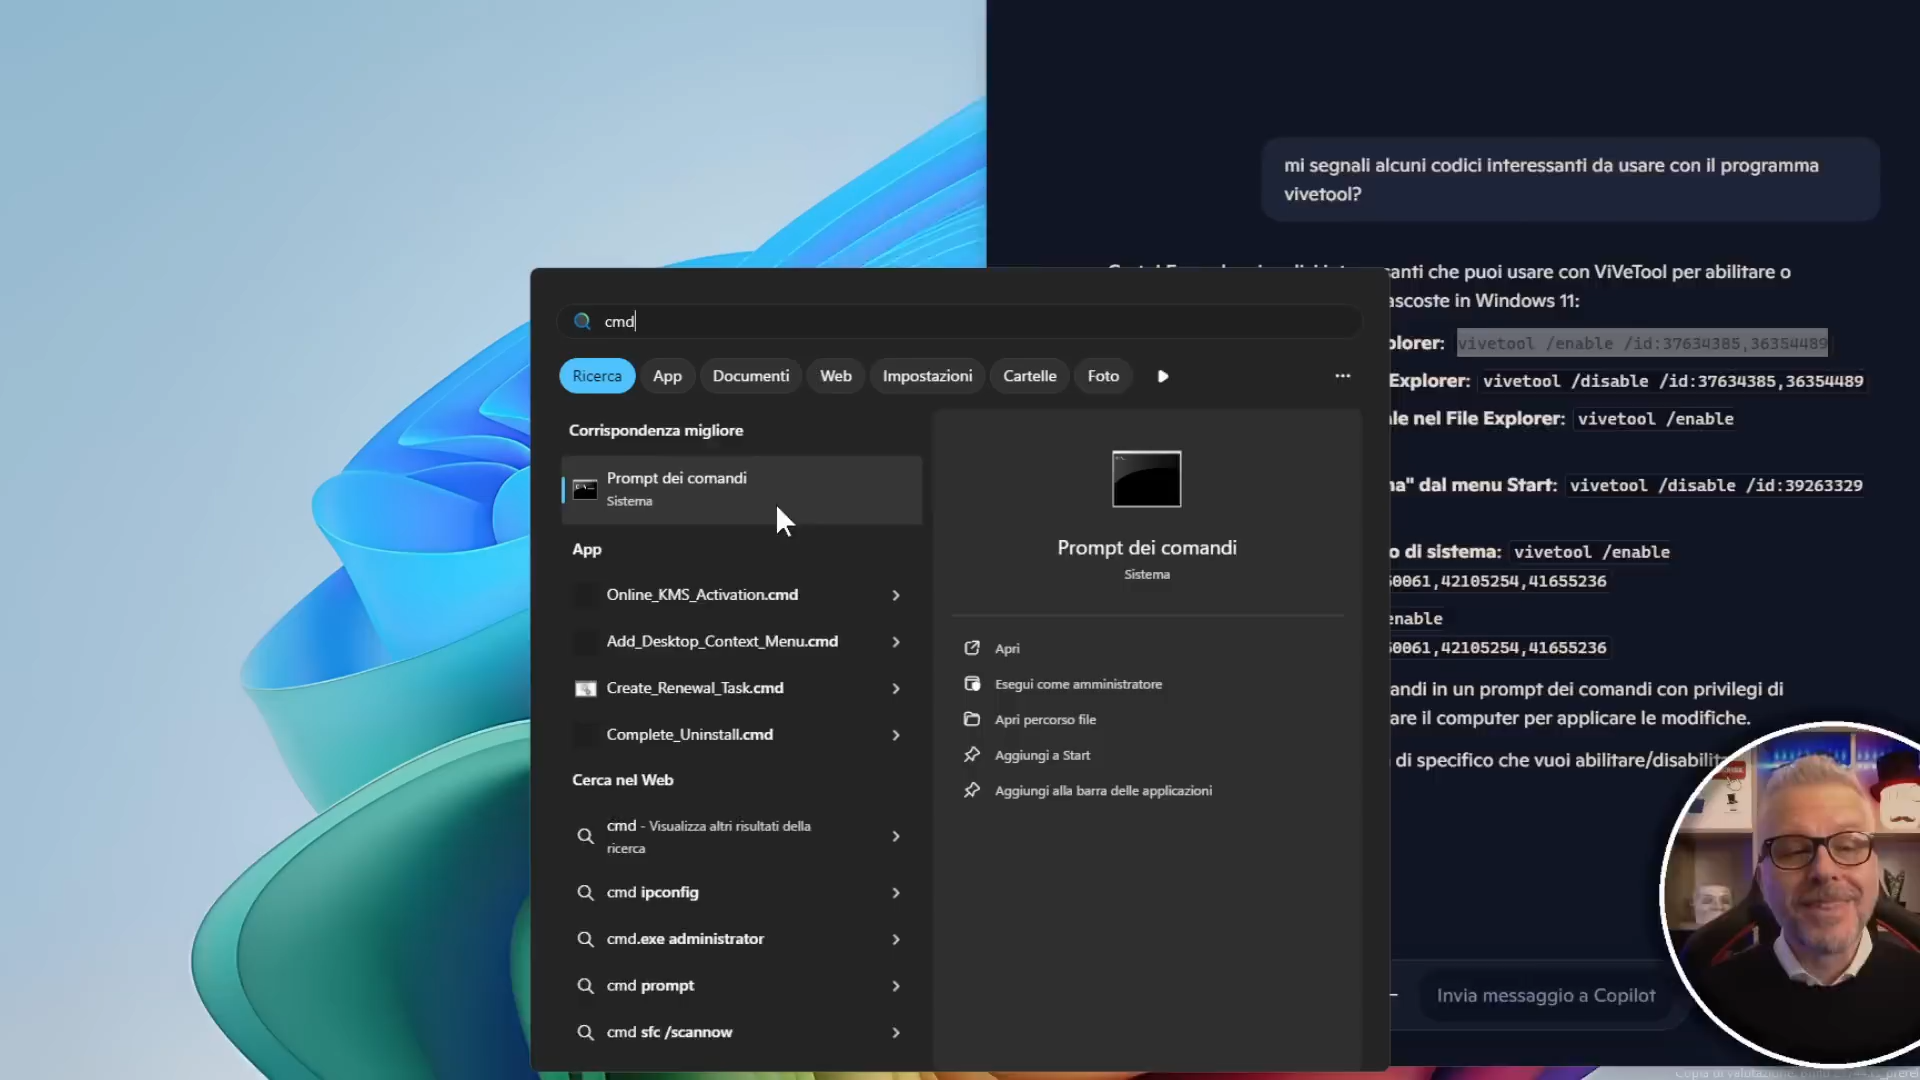 mi segnali alcuni codici interessanti da usare con il programma
vivetool?
anti che puoi usare con ViVeTool per abilitare o
ascoste in Windows 11:
plorer: vivetool /enable /id:37634385,36354489
Explorer: vivetool /disable /id:37634385,36354489
le nel File Explorer: vivetool /enable
na" dal menu Start: vivetool /disable /id:39263329
o di sistema: vivetool /enable
60061,42105254,41655236
enable
60061,42105254,41655236
andi in un prompt dei comandi con privilegi di
are il computer per applicare le modifiche.
di specifico che vuoi abilitare/disabilit
Invia messaggio a Copilot
cmd
Ricerca App Documenti Web Impostazioni Cartelle Foto
Corrispondenza migliore
Prompt dei comandi
Sistema
App
Online_KMS_Activation.cmd
Add_Desktop_Context_Menu.cmd
Create_Renewal_Task.cmd
Complete_Uninstall.cmd
Cerca nel Web
cmd - Visualizza altri risultati della
ricerca
cmd ipconfig
cmd.exe administrator
cmd prompt
cmd sfc /scannow
Prompt dei comandi
Sistema
Apri
Esegui come amministratore
Apri percorso file
Aggiungi a Start
Aggiungi alla barra delle applicazioni